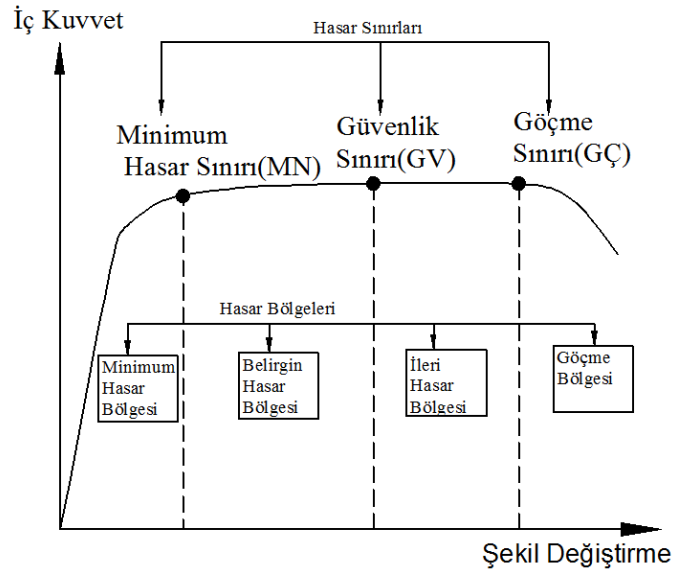 İç Kuvvet
Hasar Sınırları
Minimum
Hasar Sınırı(MN)
Güvenlik
Sınırı(GV)
Göçme
Sınırı(GÇ)
Hasar Bölgeleri
Minimum
Hasar
Bölgesi
Belirgin
Hasar
Bölgesi
İleri
Hasar
Bölgesi
Göçme
Bölgesi
Şekil Değiştirme